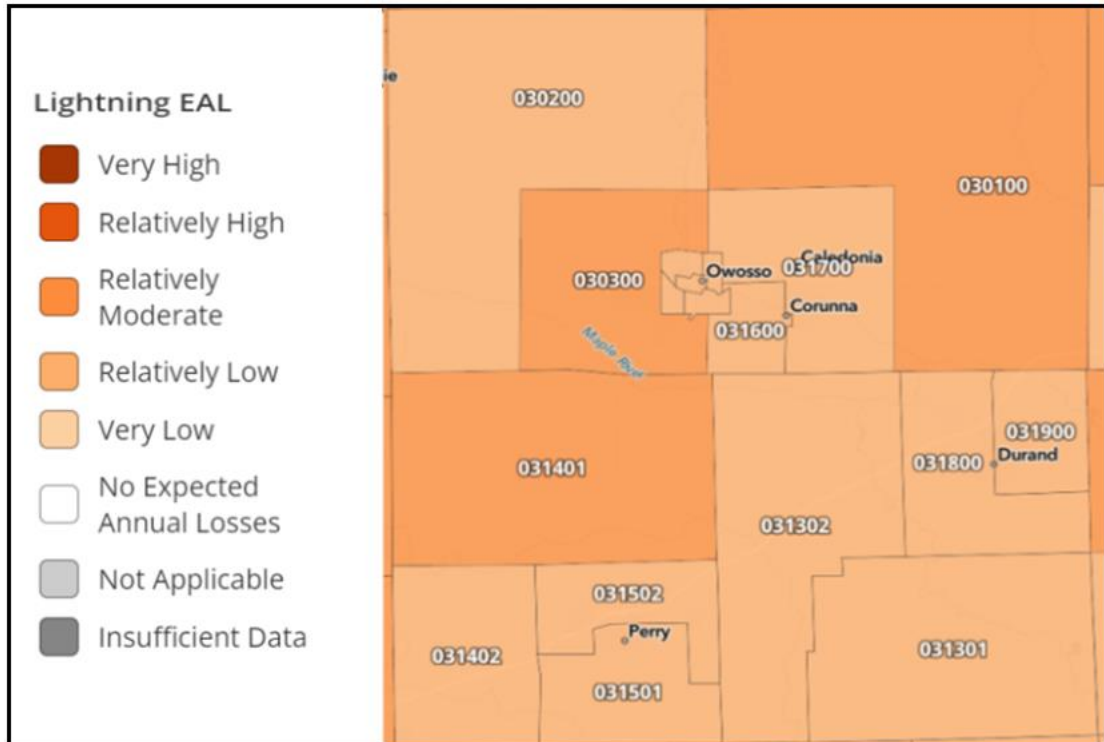 Lightning EAL
Very High
Relatively High
Relatively
Moderate
Relatively Low
Very Low
No Expected
Annual Losses
Not Applicable
Insufficient Data
ie
030200
030100
Caledonia
031700
Owosso
030300
Corunna
031600
Maple River
031900
Durand
031800
031401
031302
031502
Perry
031402
031301
031501